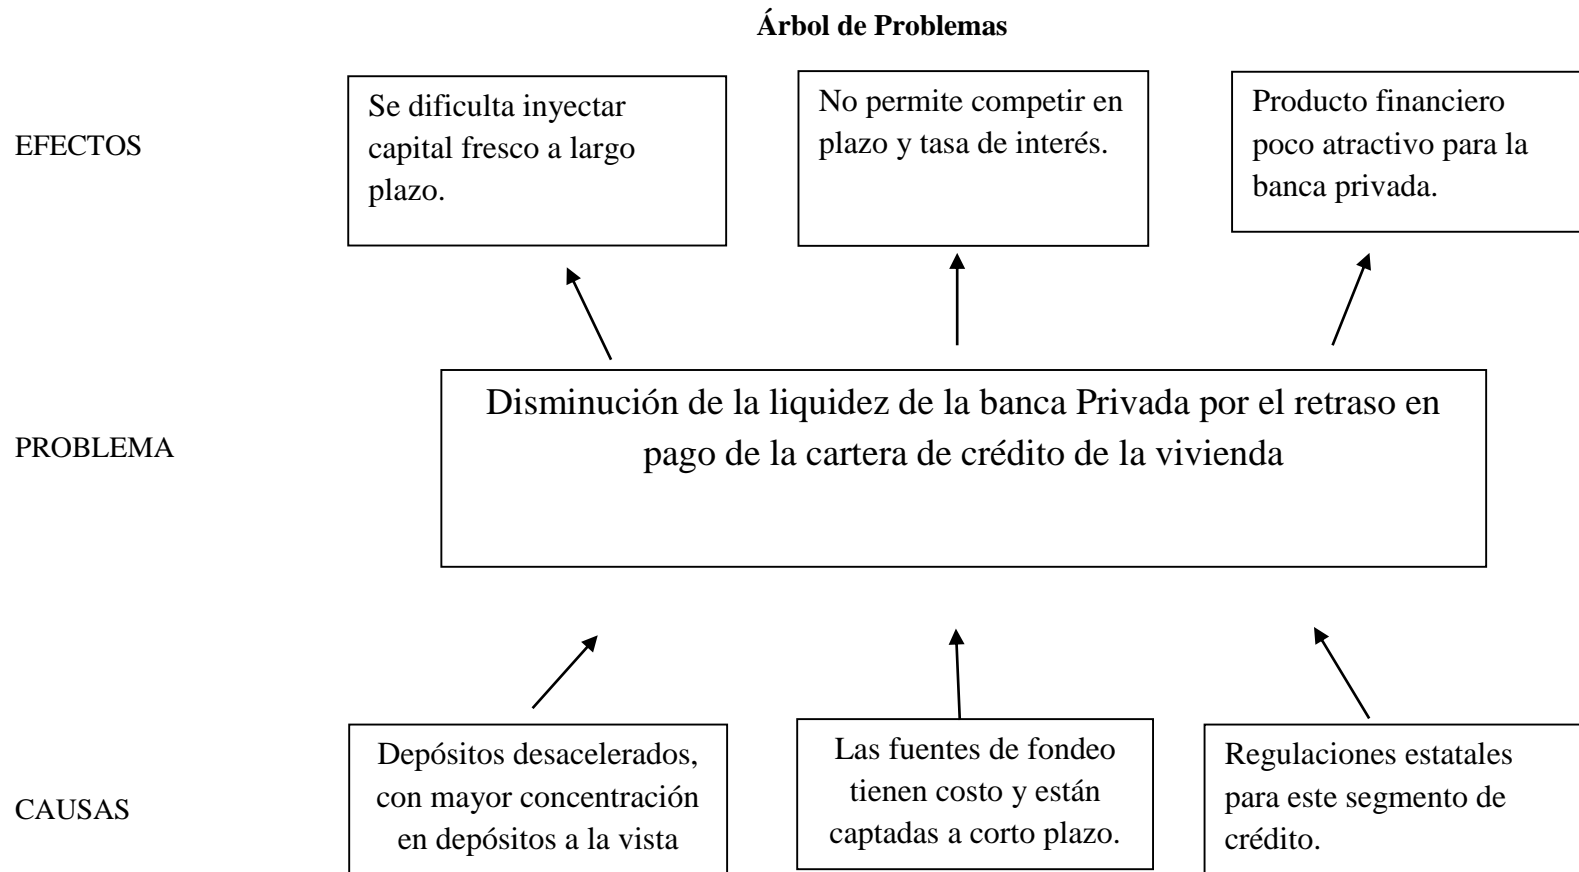 Árbol de Problemas
EFECTOS
Se dificulta inyectar
capital fresco a largo
plazo.
No permite competir en
plazo y tasa de interés.
Producto financiero
poco atractivo para la
banca privada.
PROBLEMA
Disminución de la liquidez de la banca Privada por el retraso en
pago de la cartera de crédito de la vivienda
CAUSAS
Depósitos desacelerados,
con mayor concentración
en depósitos a la vista
Las fuentes de fondeo
tienen costo y están
captadas a corto plazo.
Regulaciones estatales
para este segmento de
crédito.